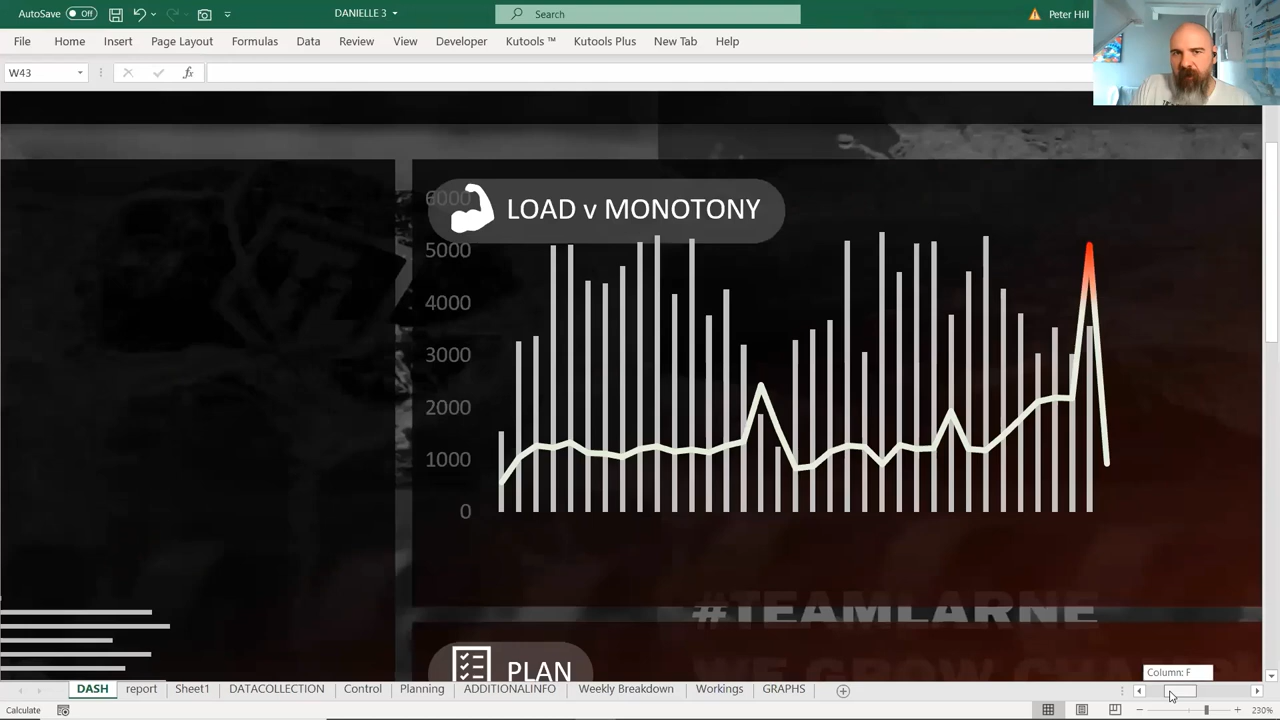 AutoSave Off DANIELLE 3 Search Peter Hill
File Home Insert Page Layout Formulas Data Review View Developer Kutools ™ Kutools Plus New Tab Help
W43 fx
6000
LOAD v MONOTONY
5000
4000
3000
2000
1000
0
#TEAMLARNE
PLAN
Column: F
DASH report Sheet1 DATACOLLECTION Control Planning ADDITIONALINFO Weekly Breakdown Workings GRAPHS
Calculate 230%